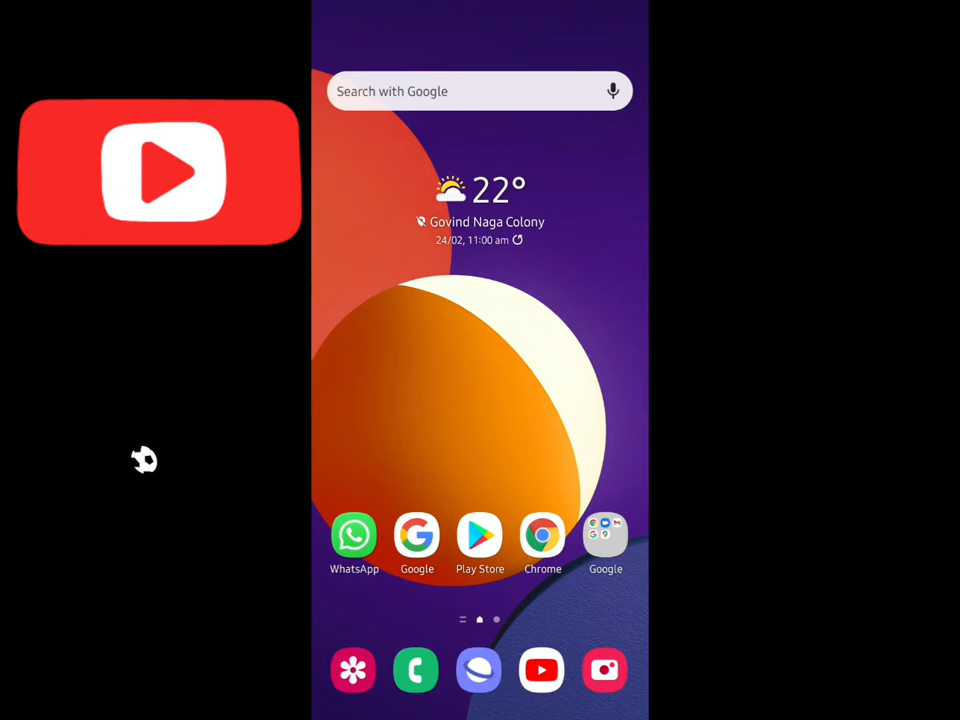 Search with Google
22°
Govind Naga Colony
24/02, 11:00 am
WhatsApp
Google
Play Store
Chrome
Google